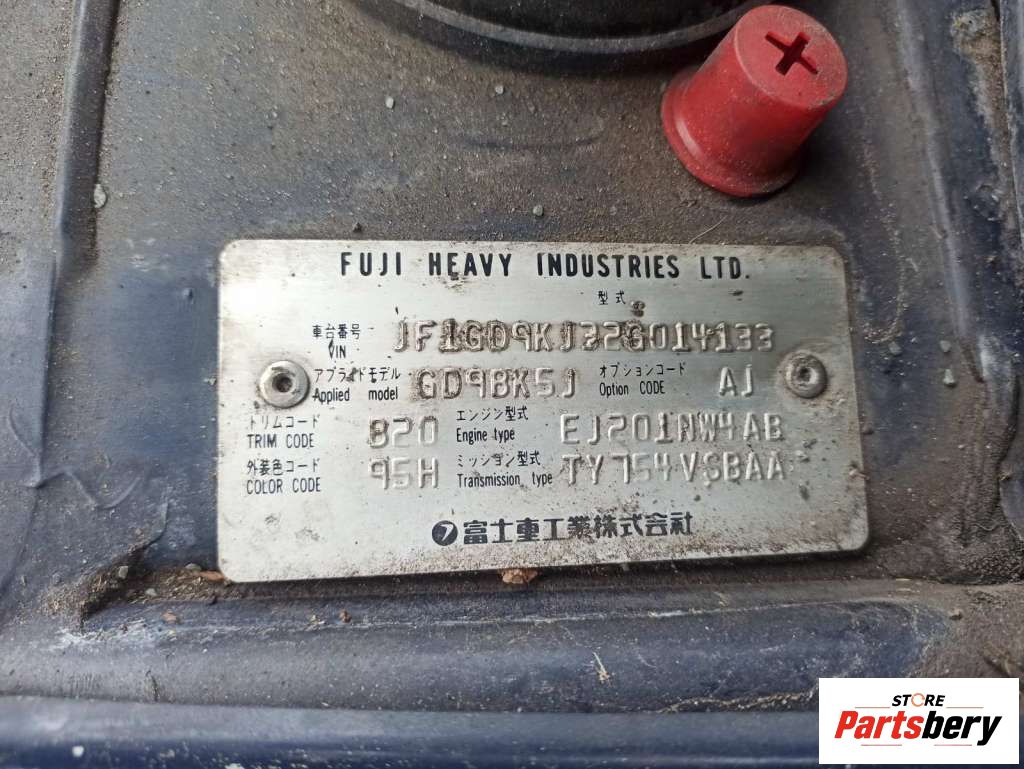 FUJI HEAVY INDUSTRIES LTD.
型式
車台番号 VIN JF1GD9KJ32G014133
アプライドモデル Applied model GD9BK5J オプションコード Option CODE AJ
トリムコード TRIM CODE 820 エンジン型式 Engine type EJ201NW4AB
外装色コード COLOR CODE 95H ミッション型式 Transmission type TY754VSBAA
富士重工業株式会社
STORE
Partsbery